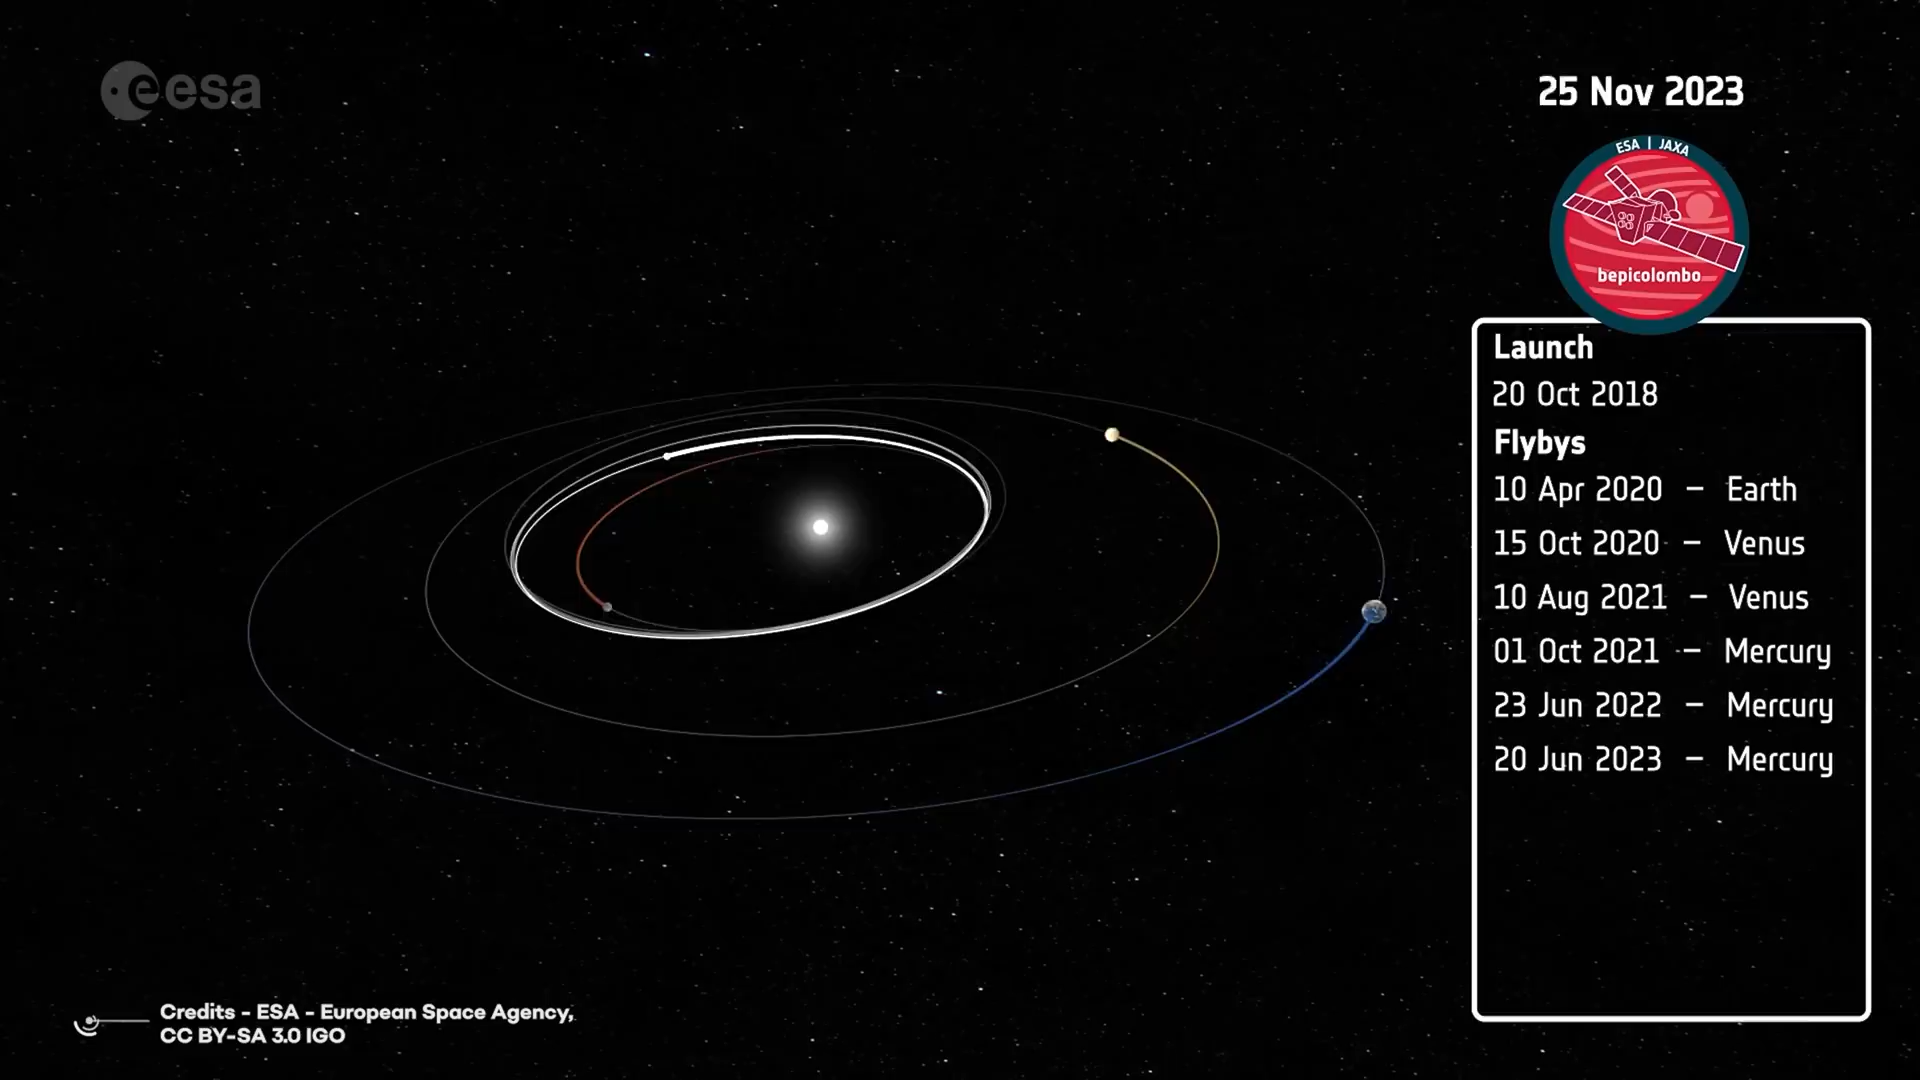 esa
25 Nov 2023
ESA | JAXA
bepicolombo
Launch
20 Oct 2018
Flybys
10 Apr 2020 – Earth
15 Oct 2020 – Venus
10 Aug 2021 – Venus
01 Oct 2021 – Mercury
23 Jun 2022 – Mercury
20 Jun 2023 – Mercury
Credits - ESA - European Space Agency,
CC BY-SA 3.0 IGO